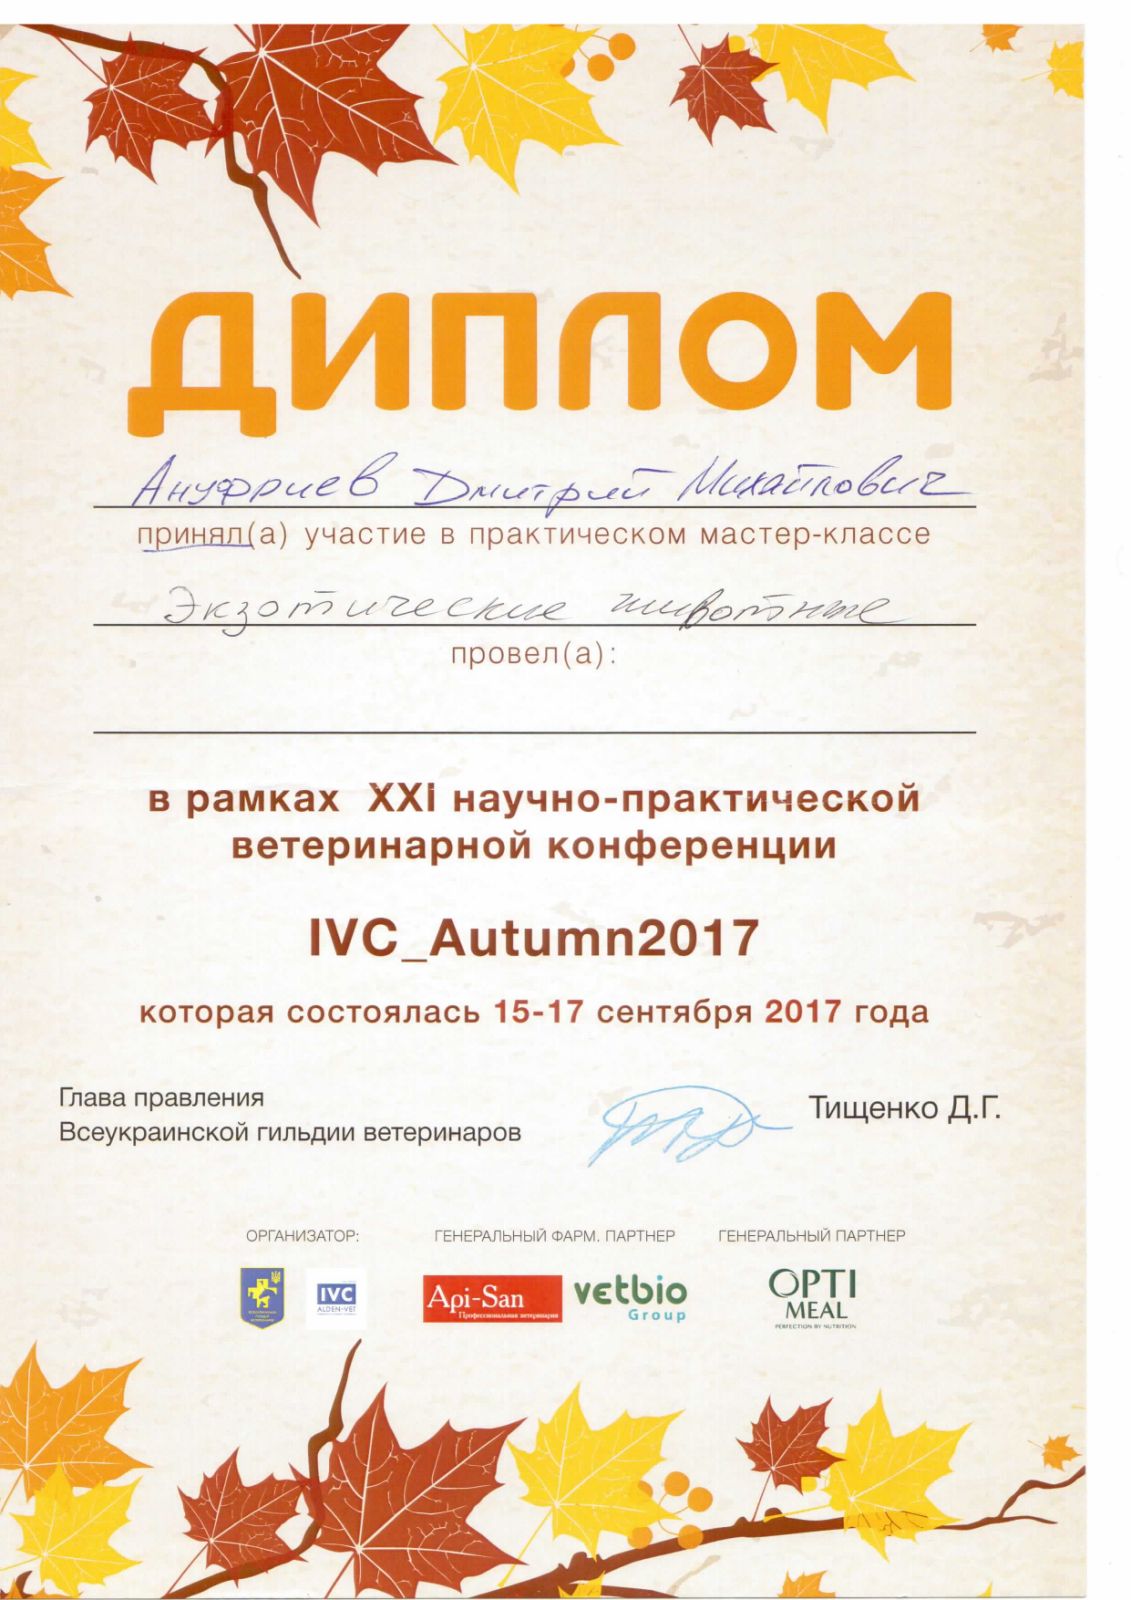 ДИПЛОМ
Ануфриев Дмитрий Михайлович
принял(а) участие в практическом мастер-классе
Экзотические животные
провел(а):
в рамках XXI научно-практической
ветеринарной конференции
IVC_Autumn2017
которая состоялась 15-17 сентября 2017 года
Глава правления
Всеукраинской гильдии ветеринаров
Тищенко Д.Г.
ОРГАНИЗАТОР: ГЕНЕРАЛЬНЫЙ ФАРМ. ПАРТНЕР ГЕНЕРАЛЬНЫЙ ПАРТНЕР
IVC
ALDEN-VET
Api-San
Профессиональная ветеринария
vetbio
Group
OPTI
MEAL
PERFECTION BY NUTRITION